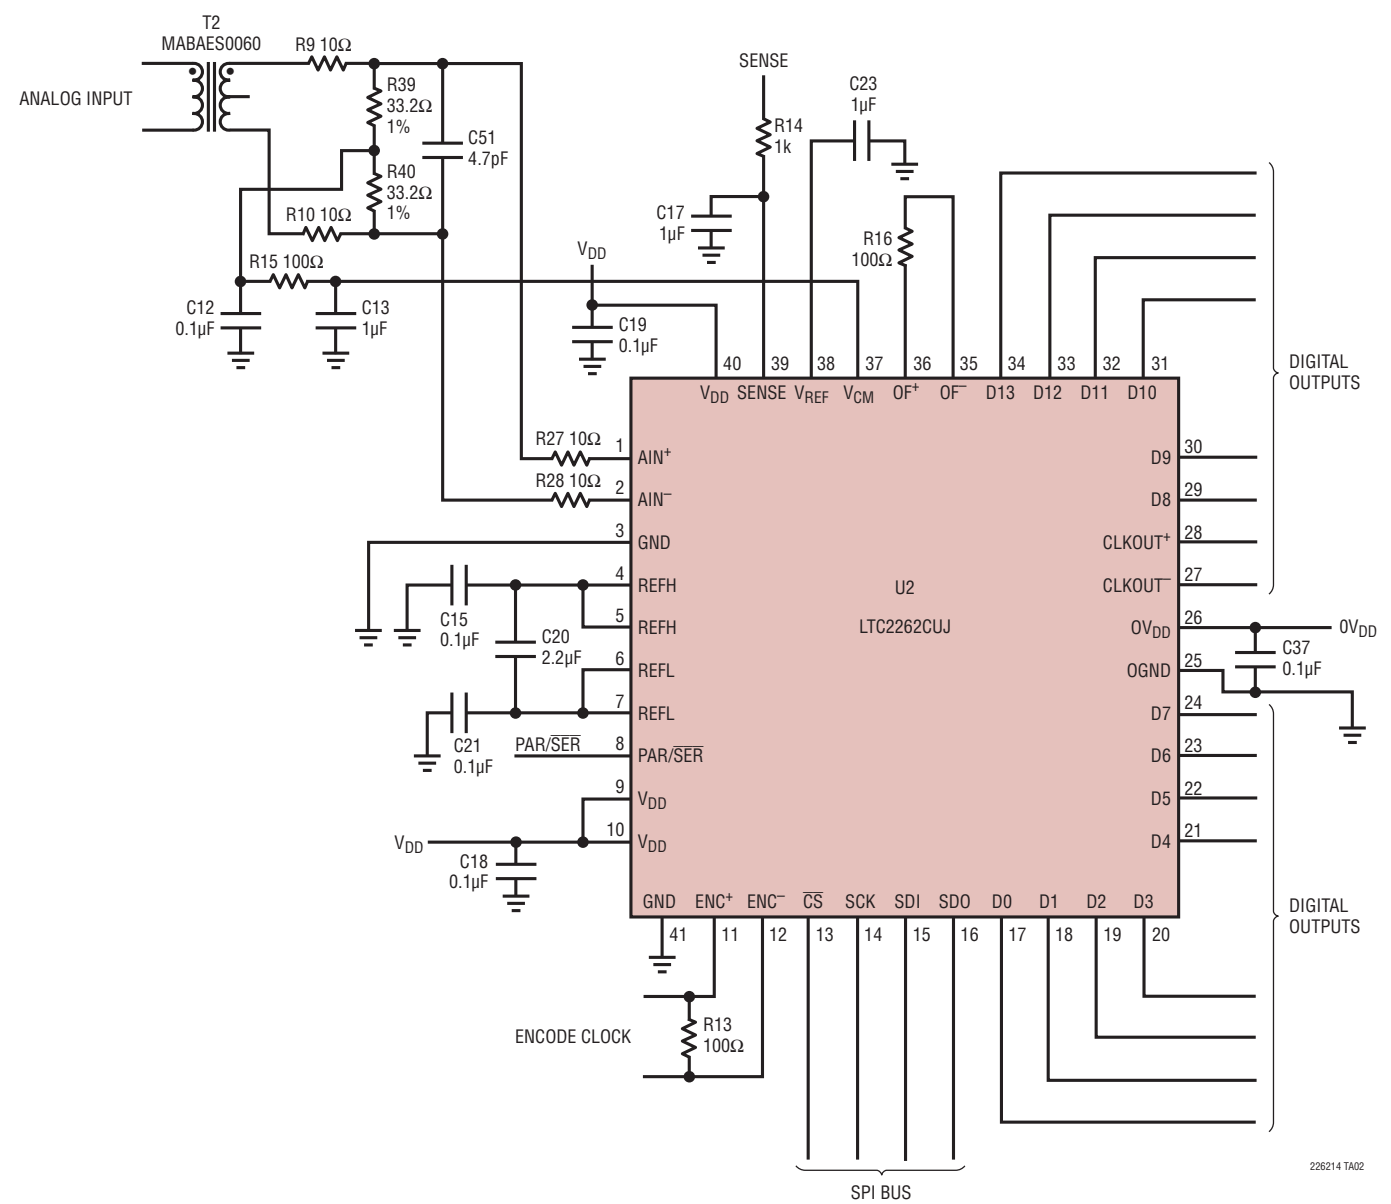 T2
MABAES0060
ANALOG INPUT
R9 10Ω
R39
33.2Ω
1%
C51
4.7pF
R40
33.2Ω
1%
R10 10Ω
R15 100Ω
C12
0.1µF
C13
1µF
SENSE
R14
1k
C17
1µF
C23
1µF
R16
100Ω
VDD
C19
0.1µF
40
39
38
37
36
35
34
33
32
31
VDD
SENSE
VREF
VCM
OF+
OF–
D13
D12
D11
D10
DIGITAL
OUTPUTS
R27 10Ω
1
AIN+
R28 10Ω
2
AIN–
3
GND
4
REFH
5
REFH
6
REFL
7
REFL
8
PAR/S̅E̅R̅
PAR/S̅E̅R̅
9
VDD
10
VDD
C15
0.1µF
C20
2.2µF
C21
0.1µF
VDD
C18
0.1µF
U2
LTC2262CUJ
D9
30
D8
29
CLKOUT+
28
CLKOUT–
27
OVDD
26
0VDD
C37
0.1µF
OGND
25
D7
24
D6
23
D5
22
D4
21
GND
ENC+
ENC–
C̅S̅
SCK
SDI
SDO
D0
D1
D2
D3
41
11
12
13
14
15
16
17
18
19
20
DIGITAL
OUTPUTS
ENCODE CLOCK
R13
100Ω
SPI BUS
226214 TA02